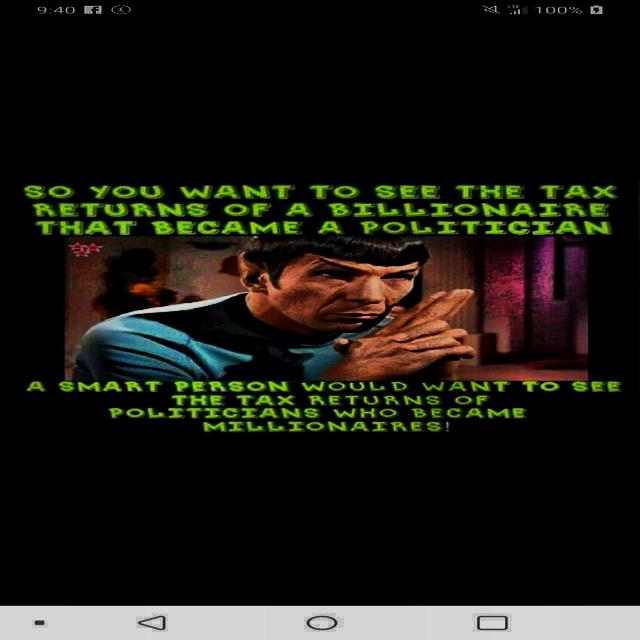 9:40
LTE 100%
SO YOU WANT TO SEE THE TAX
RETURNS OF A BILLIONAIRE
THAT BECAME A POLITICIAN
A SMART PERSON WOULD WANT TO SEE
THE TAX RETURNS OF
POLITICIANS WHO BECAME
MILLIONAIRES!